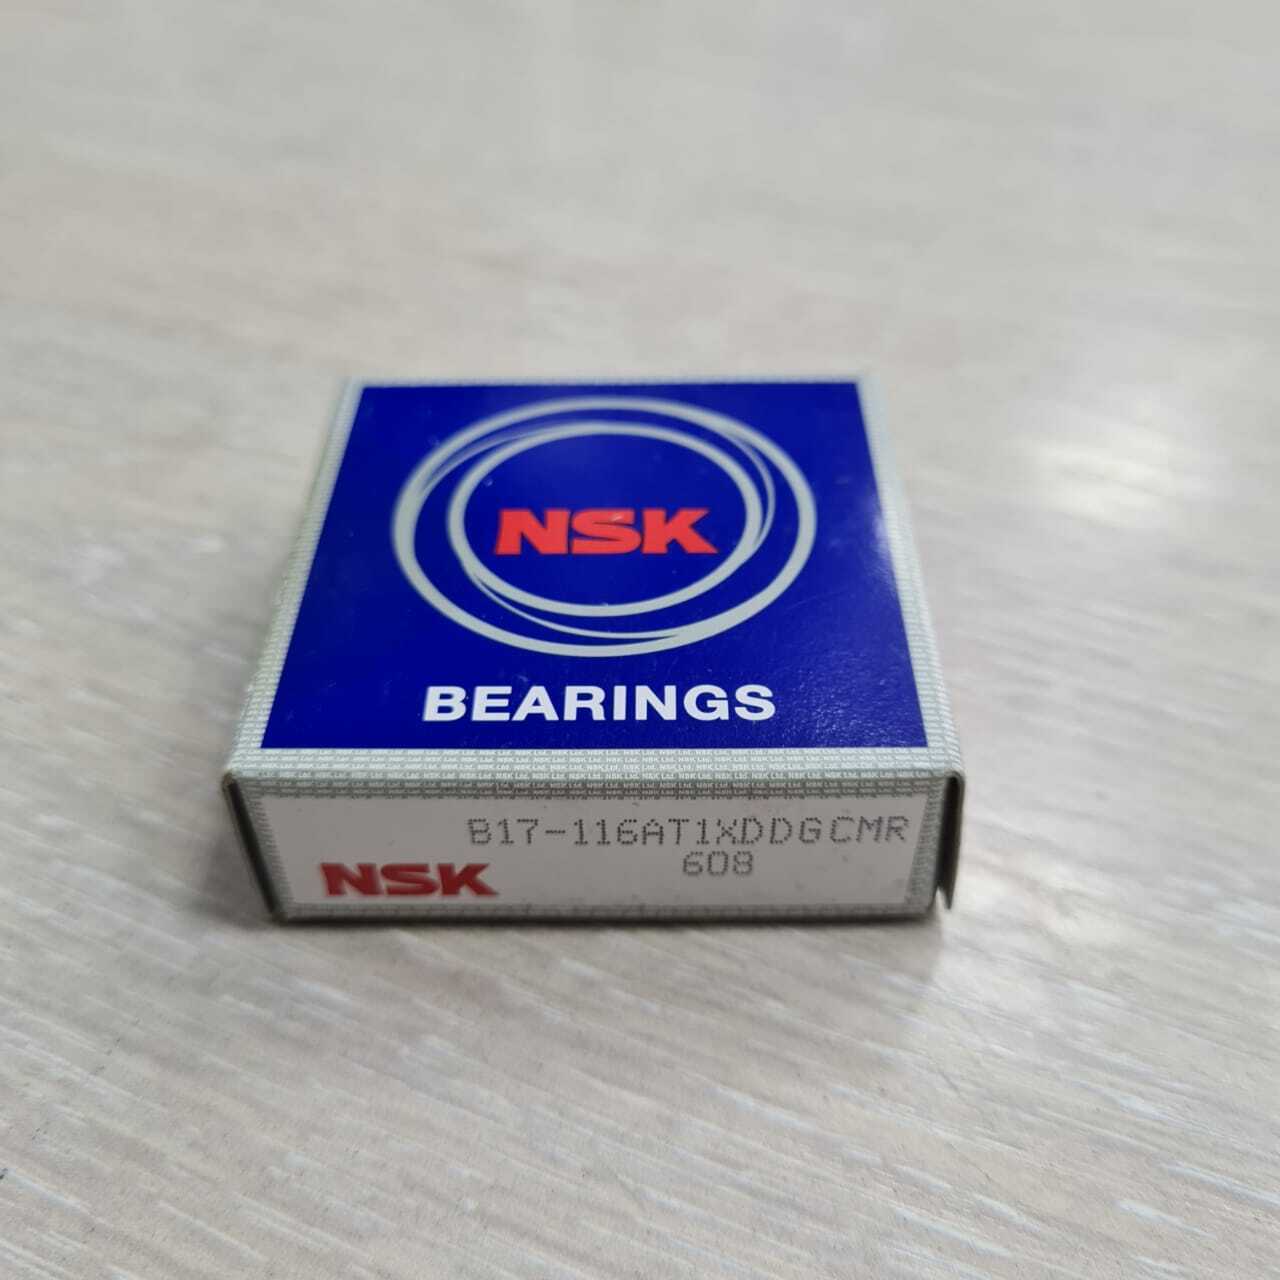 NSK
BEARINGS
B17-116AT1XDDGCMR
608
NSK